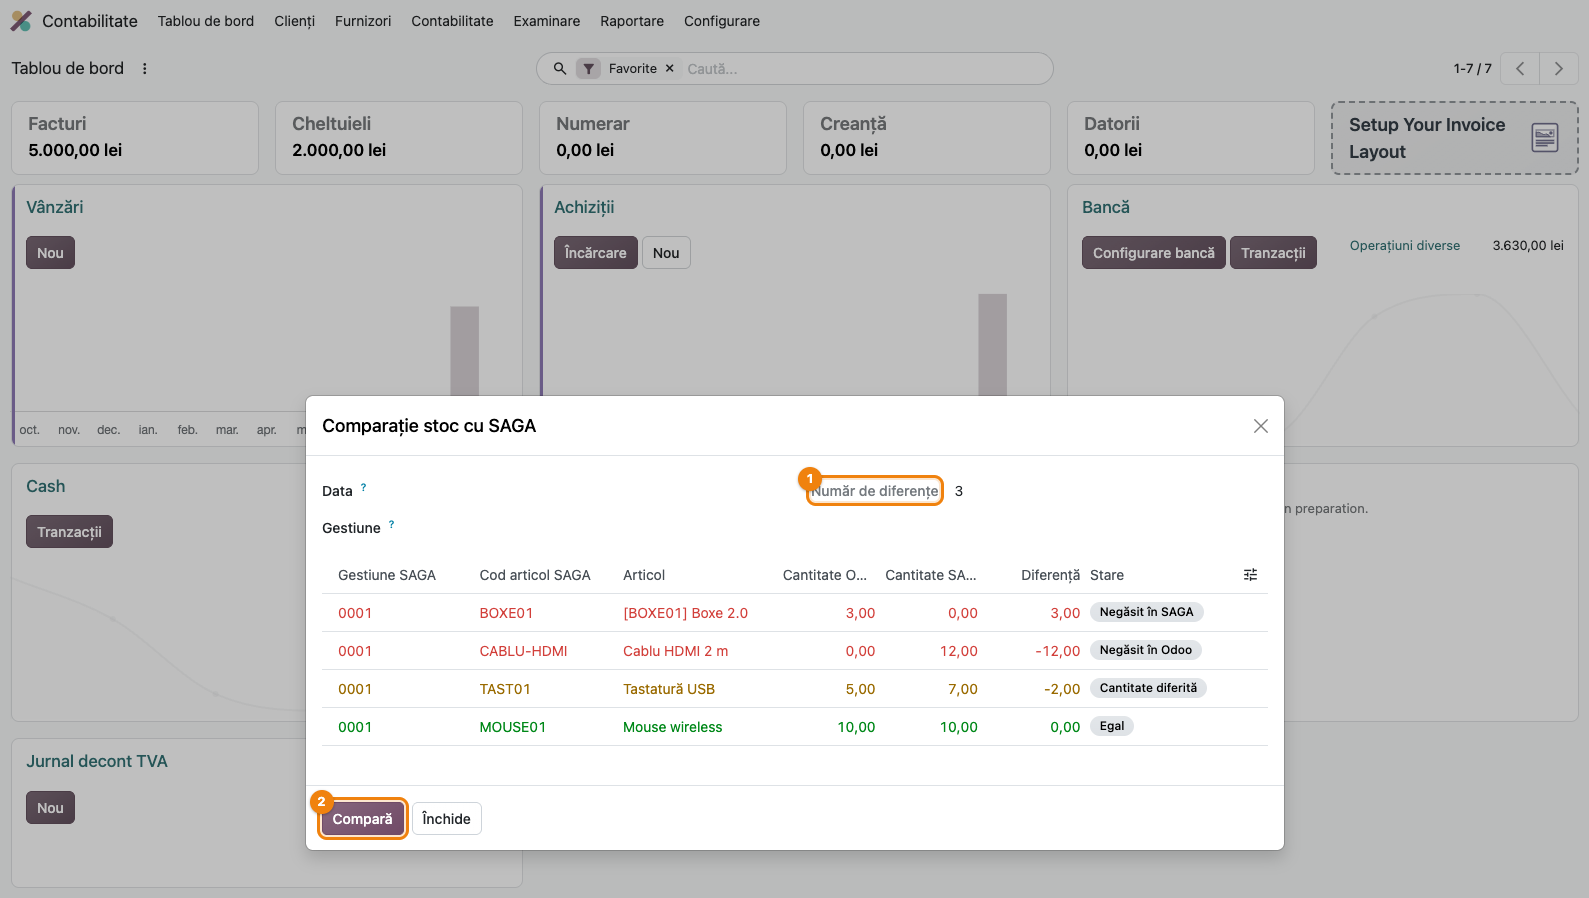 Contabilitate Tablou de bord Clienți Furnizori Contabilitate Examinare Raportare Configurare
Tablou de bord Favorite Caută... 1-7 / 7
Facturi
5.000,00 lei
Cheltuieli
2.000,00 lei
Numerar
0,00 lei
Creanță
0,00 lei
Datorii
0,00 lei
Setup Your Invoice
Layout
Vânzări
Nou
oct. nov. dec. ian. feb. mar. apr.
Achiziții
Încărcare Nou
Bancă
Configurare bancă Tranzacții Operațiuni diverse 3.630,00 lei
Cash
Tranzacții
n preparation.
Jurnal decont TVA
Nou
Comparație stoc cu SAGA
Data ? 1 Număr de diferențe 3
Gestiune ?
Gestiune SAGA Cod articol SAGA Articol Cantitate O... Cantitate SA... Diferență Stare
0001 BOXE01 [BOXE01] Boxe 2.0 3,00 0,00 3,00 Negăsit în SAGA
0001 CABLU-HDMI Cablu HDMI 2 m 0,00 12,00 -12,00 Negăsit în Odoo
0001 TAST01 Tastatură USB 5,00 7,00 -2,00 Cantitate diferită
0001 MOUSE01 Mouse wireless 10,00 10,00 0,00 Egal
2 Compară Închide